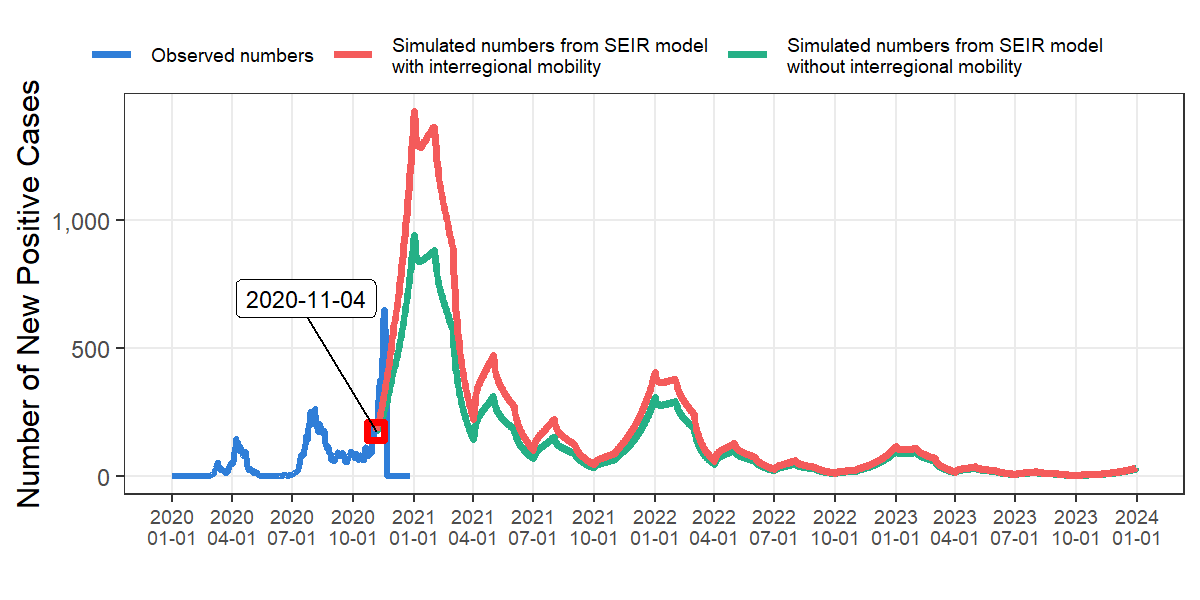 Observed numbers
Simulated numbers from SEIR model
with interregional mobility
Simulated numbers from SEIR model
without interregional mobility
Number of New Positive Cases
1,000
500
0
2020-11-04
2020 2020 2020 2020 2021 2021 2021 2021 2022 2022 2022 2022 2023 2023 2023 2023 2024
01-01 04-01 07-01 10-01 01-01 04-01 07-01 10-01 01-01 04-01 07-01 10-01 01-01 04-01 07-01 10-01 01-01